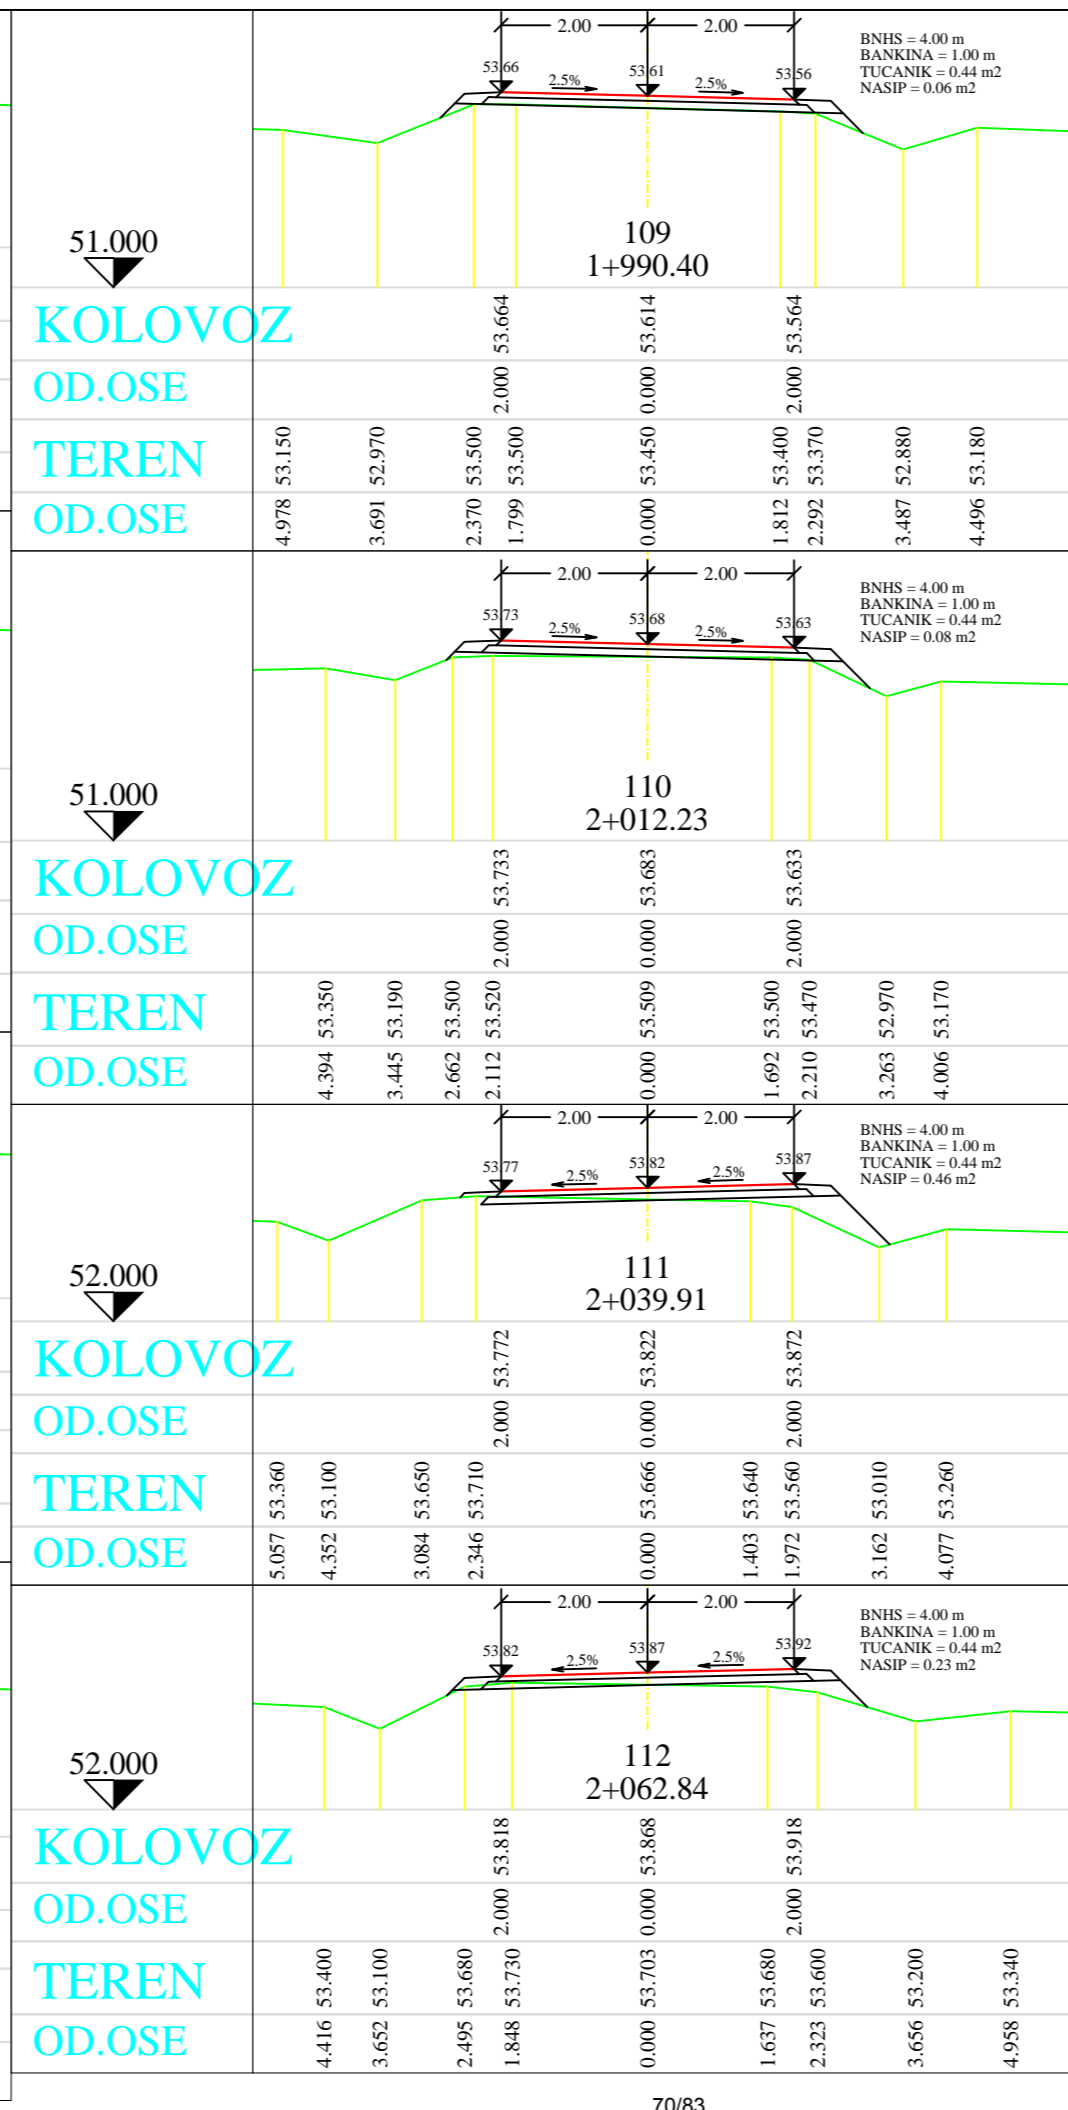 2.00 2.00
BNHS = 4.00 m
BANKINA = 1.00 m
TUCANIK = 0.44 m2
NASIP = 0.06 m2
53.66 53.61 53.56
2.5% 2.5%
109
1+990.40
51.000
KOLOVOZ 53.664 53.614 53.564
OD.OSE 2.000 0.000 2.000
TEREN 53.150 52.970 53.500 53.500 53.450 53.400 53.370 52.880 53.180
OD.OSE 4.978 3.691 2.370 1.799 0.000 1.812 2.292 3.487 4.496
2.00 2.00
BNHS = 4.00 m
BANKINA = 1.00 m
TUCANIK = 0.44 m2
NASIP = 0.08 m2
53.73 53.68 53.63
2.5% 2.5%
110
2+012.23
51.000
KOLOVOZ 53.733 53.683 53.633
OD.OSE 2.000 0.000 2.000
TEREN 53.350 53.190 53.500 53.520 53.509 53.500 53.470 52.970 53.170
OD.OSE 4.394 3.445 2.662 2.112 0.000 1.692 2.210 3.263 4.006
2.00 2.00
BNHS = 4.00 m
BANKINA = 1.00 m
TUCANIK = 0.44 m2
NASIP = 0.46 m2
53.77 53.82 53.87
2.5% 2.5%
111
2+039.91
52.000
KOLOVOZ 53.772 53.822 53.872
OD.OSE 2.000 0.000 2.000
TEREN 53.360 53.100 53.650 53.710 53.666 53.640 53.560 53.010 53.260
OD.OSE 5.057 4.352 3.084 2.346 0.000 1.403 1.972 3.162 4.077
2.00 2.00
BNHS = 4.00 m
BANKINA = 1.00 m
TUCANIK = 0.44 m2
NASIP = 0.23 m2
53.82 53.87 53.92
2.5% 2.5%
112
2+062.84
52.000
KOLOVOZ 53.818 53.868 53.918
OD.OSE 2.000 0.000 2.000
TEREN 53.400 53.100 53.680 53.730 53.703 53.680 53.600 53.200 53.340
OD.OSE 4.416 3.652 2.495 1.848 0.000 1.637 2.323 3.656 4.958
70/83